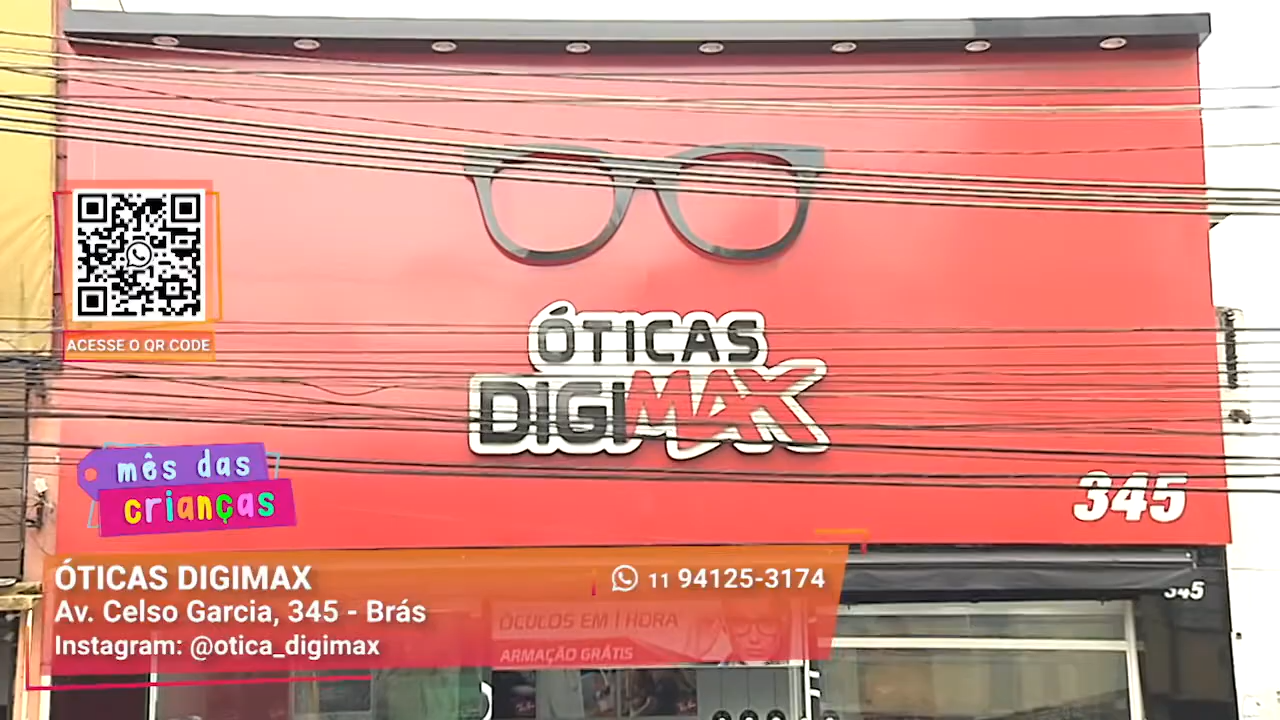 ÓTICAS
DIGIMAX
345
345
ACESSE O QR CODE
mês das
crianças
ÓTICAS DIGIMAX
11 94125-3174
Av. Celso Garcia, 345 - Brás
Instagram: @otica_digimax
ÓCULOS EM 1 HORA
ARMAÇÃO GRÁTIS